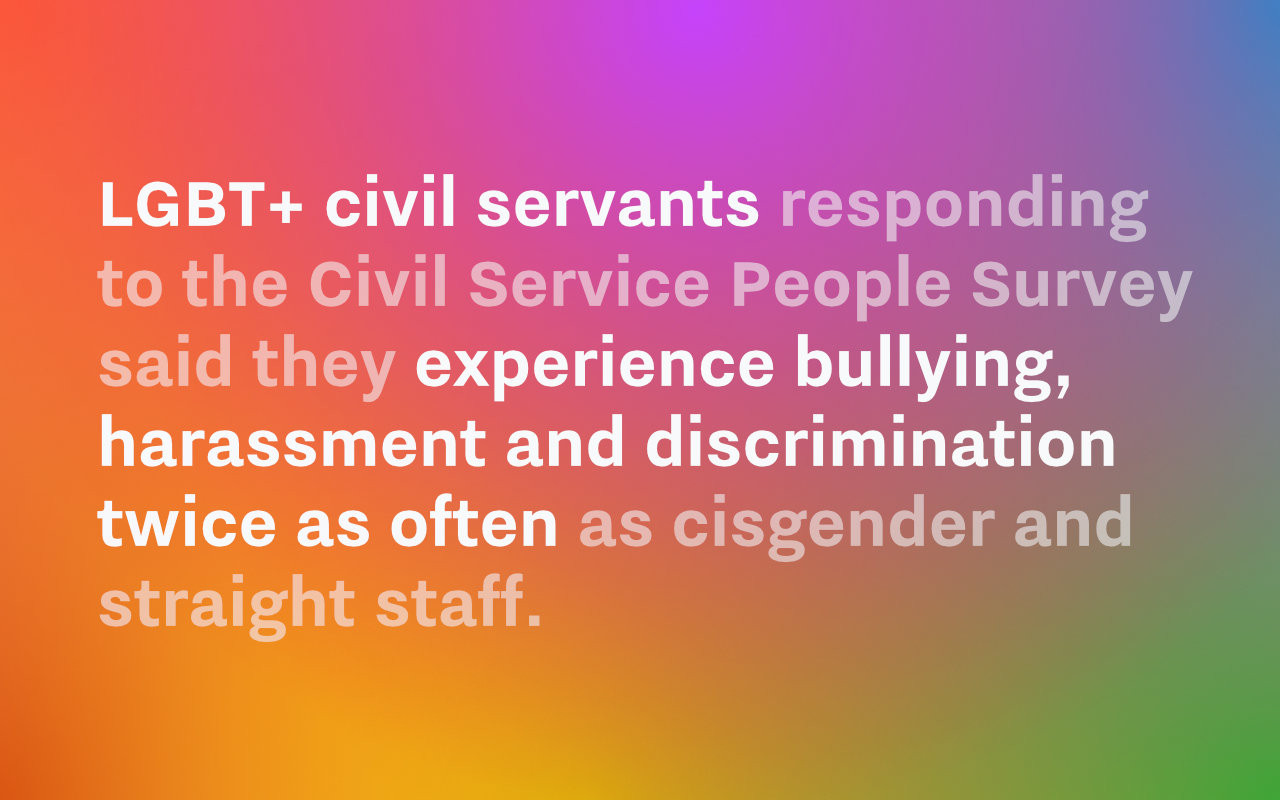 LGBT+ civil servants responding
to the Civil Service People Survey
said they experience bullying,
harassment and discrimination
twice as often as cisgender and
straight staff.